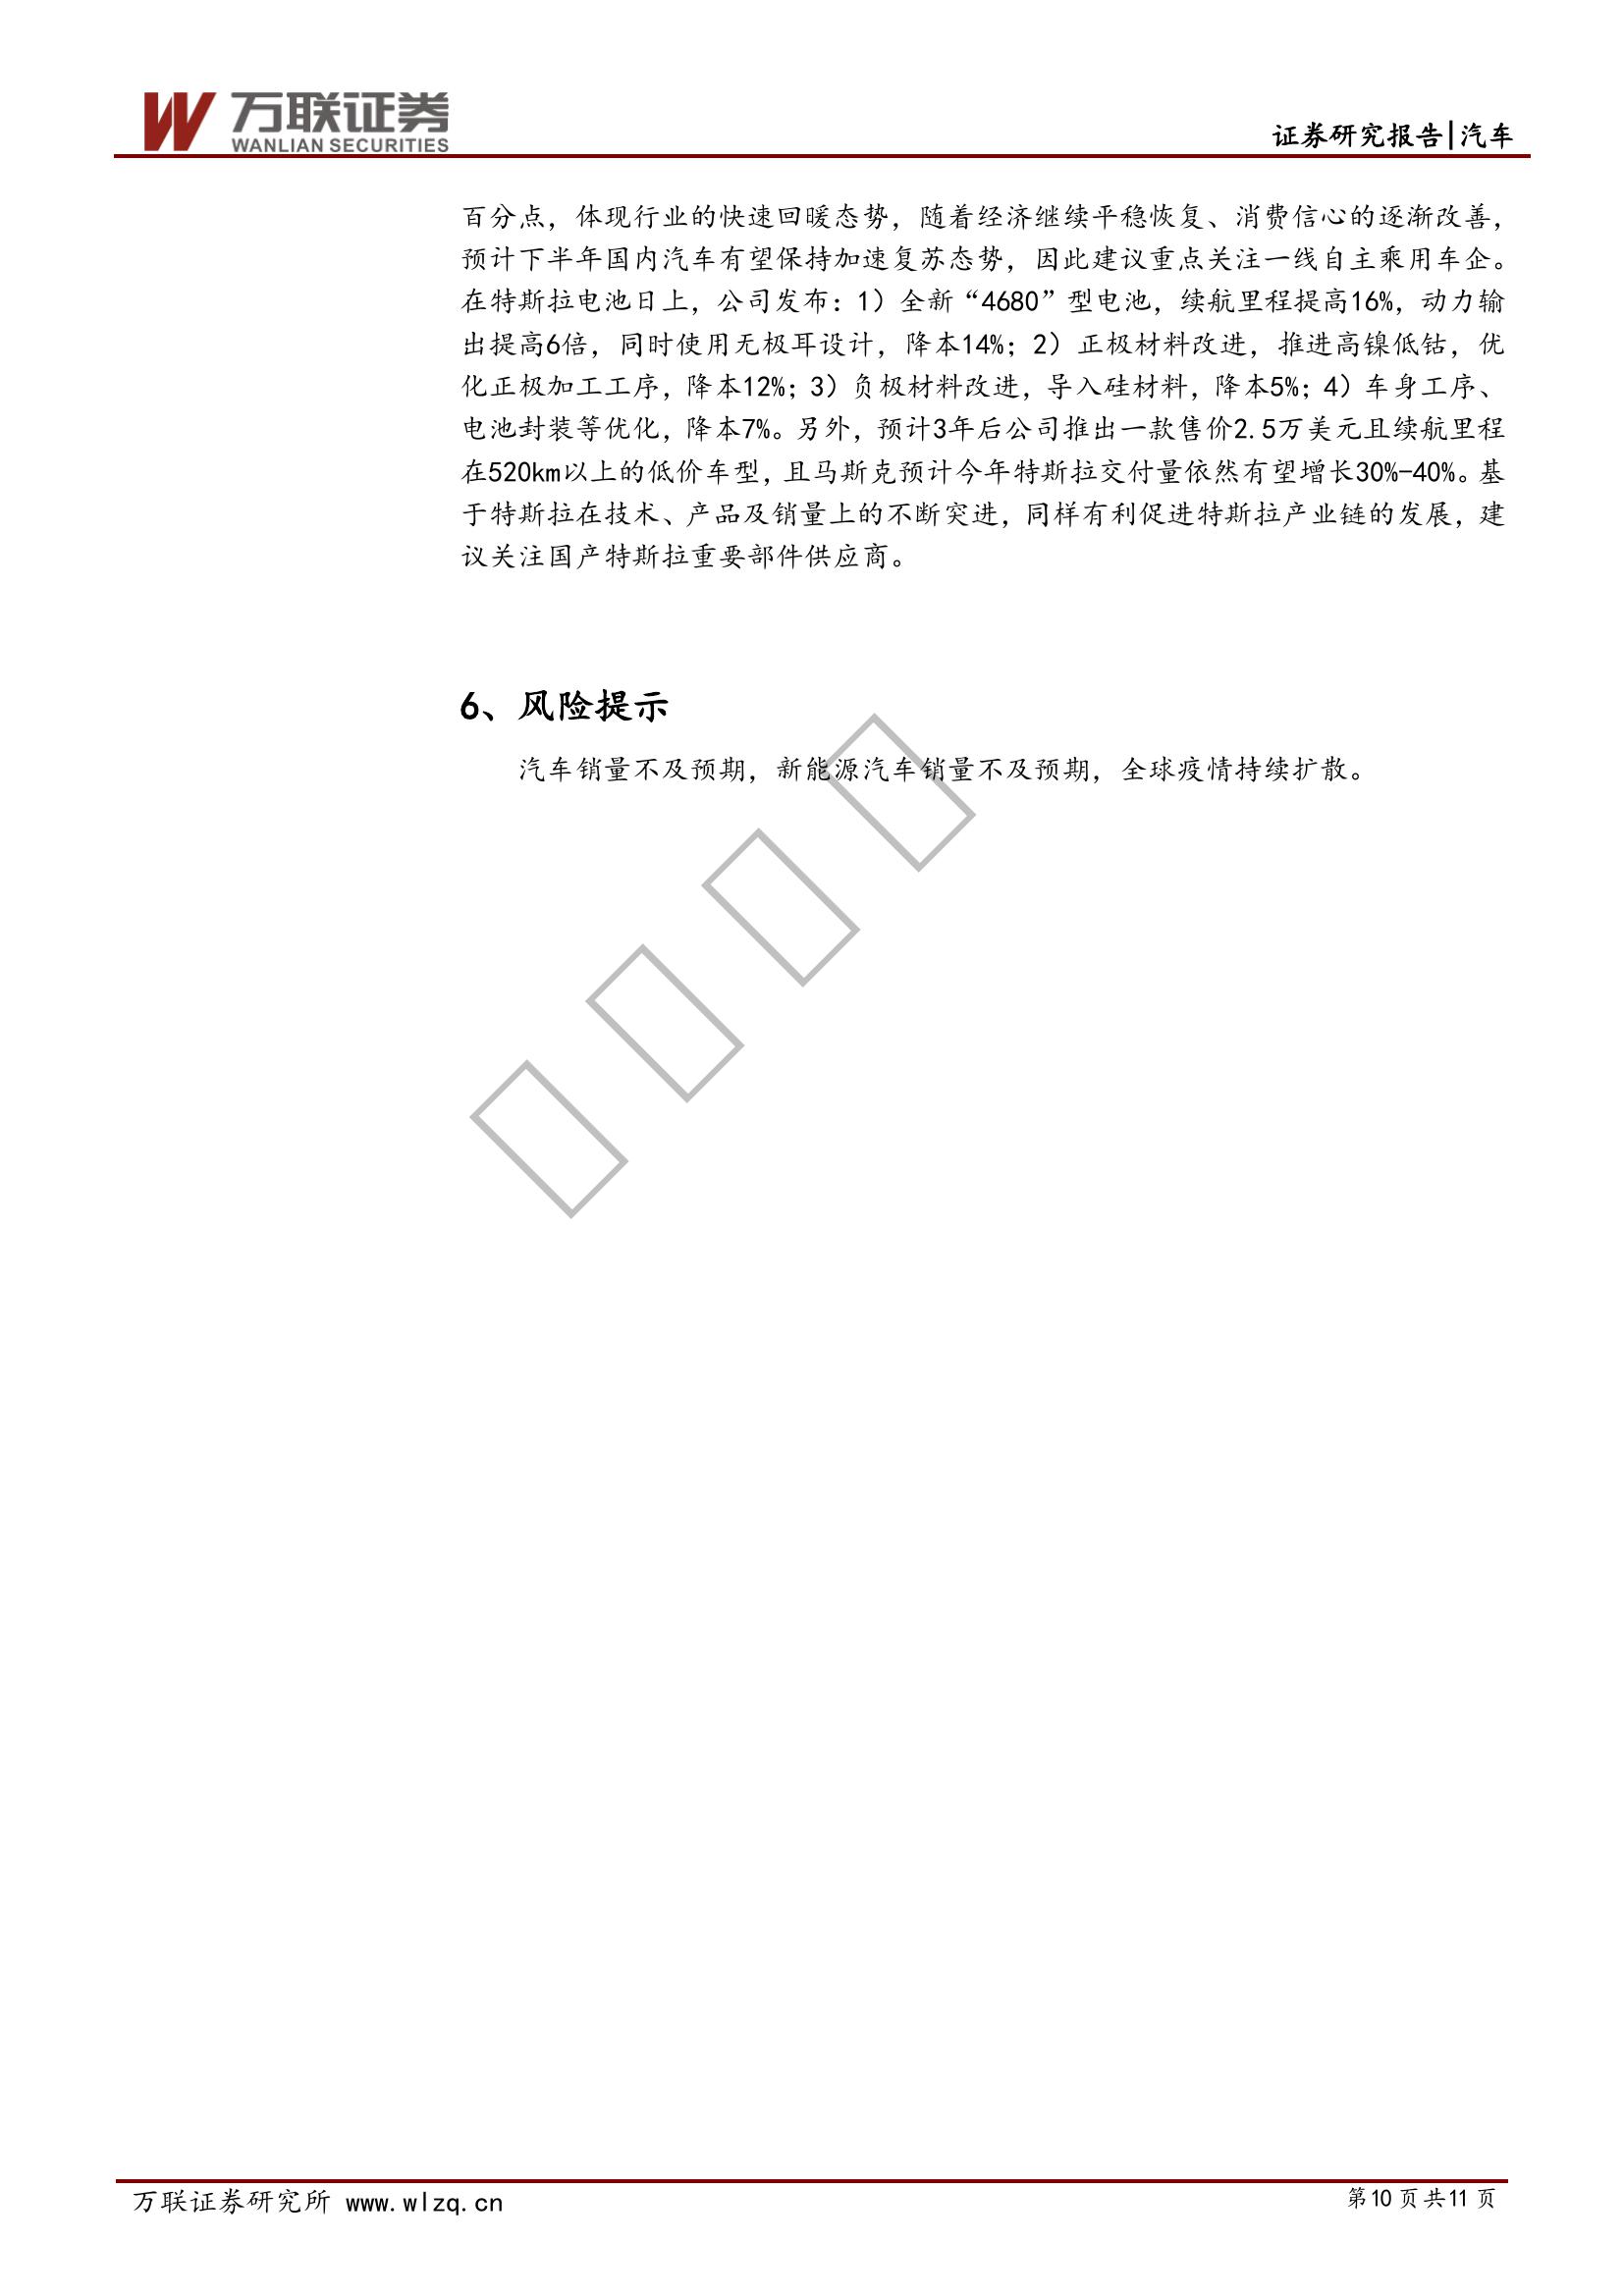 万联证券
WANLIAN SECURITIES
证券研究报告|汽车
百分点，体现行业的快速回暖态势，随着经济继续平稳恢复、消费信心的逐渐改善，
预计下半年国内汽车有望保持加速复苏态势，因此建议重点关注一线自主乘用车企。
在特斯拉电池日上，公司发布：1）全新“4680”型电池，续航里程提高16%，动力输
出提高6倍，同时使用无极耳设计，降本14%；2）正极材料改进，推进高镍低钴，优
化正极加工工序，降本12%；3）负极材料改进，导入硅材料，降本5%；4）车身工序、
电池封装等优化，降本7%。另外，预计3年后公司推出一款售价2.5万美元且续航里程
在520km以上的低价车型，且马斯克预计今年特斯拉交付量依然有望增长30%-40%。基
于特斯拉在技术、产品及销量上的不断突进，同样有利促进特斯拉产业链的发展，建
议关注国产特斯拉重要部件供应商。
6、风险提示
汽车销量不及预期，新能源汽车销量不及预期，全球疫情持续扩散。
万联证券研究所 www.wlzq.cn
第10页共11页